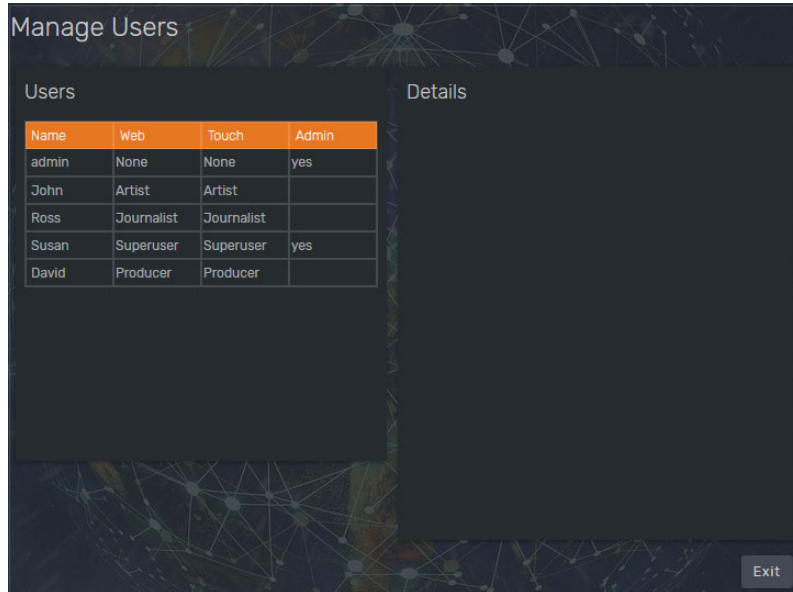 Manage Users
Users
Name Web Touch Admin
admin None None yes
John Artist Artist
Ross Journalist Journalist
Susan Superuser Superuser yes
David Producer Producer
Details
Exit